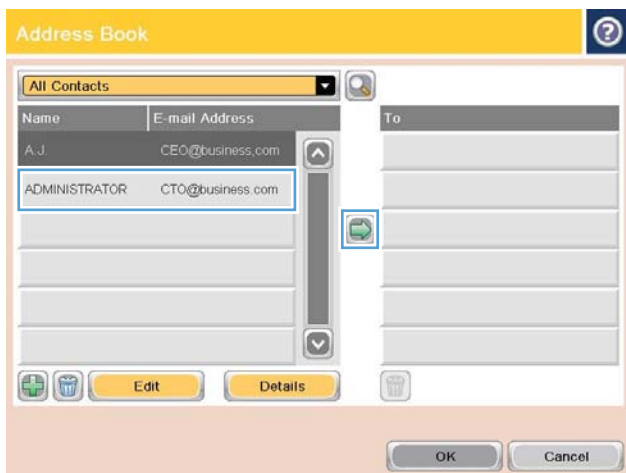 Address Book
?
All Contacts
Name E-mail Address To
A.J. CEO@business,com
ADMINISTRATOR CTO@business.com
Edit Details
OK Cancel